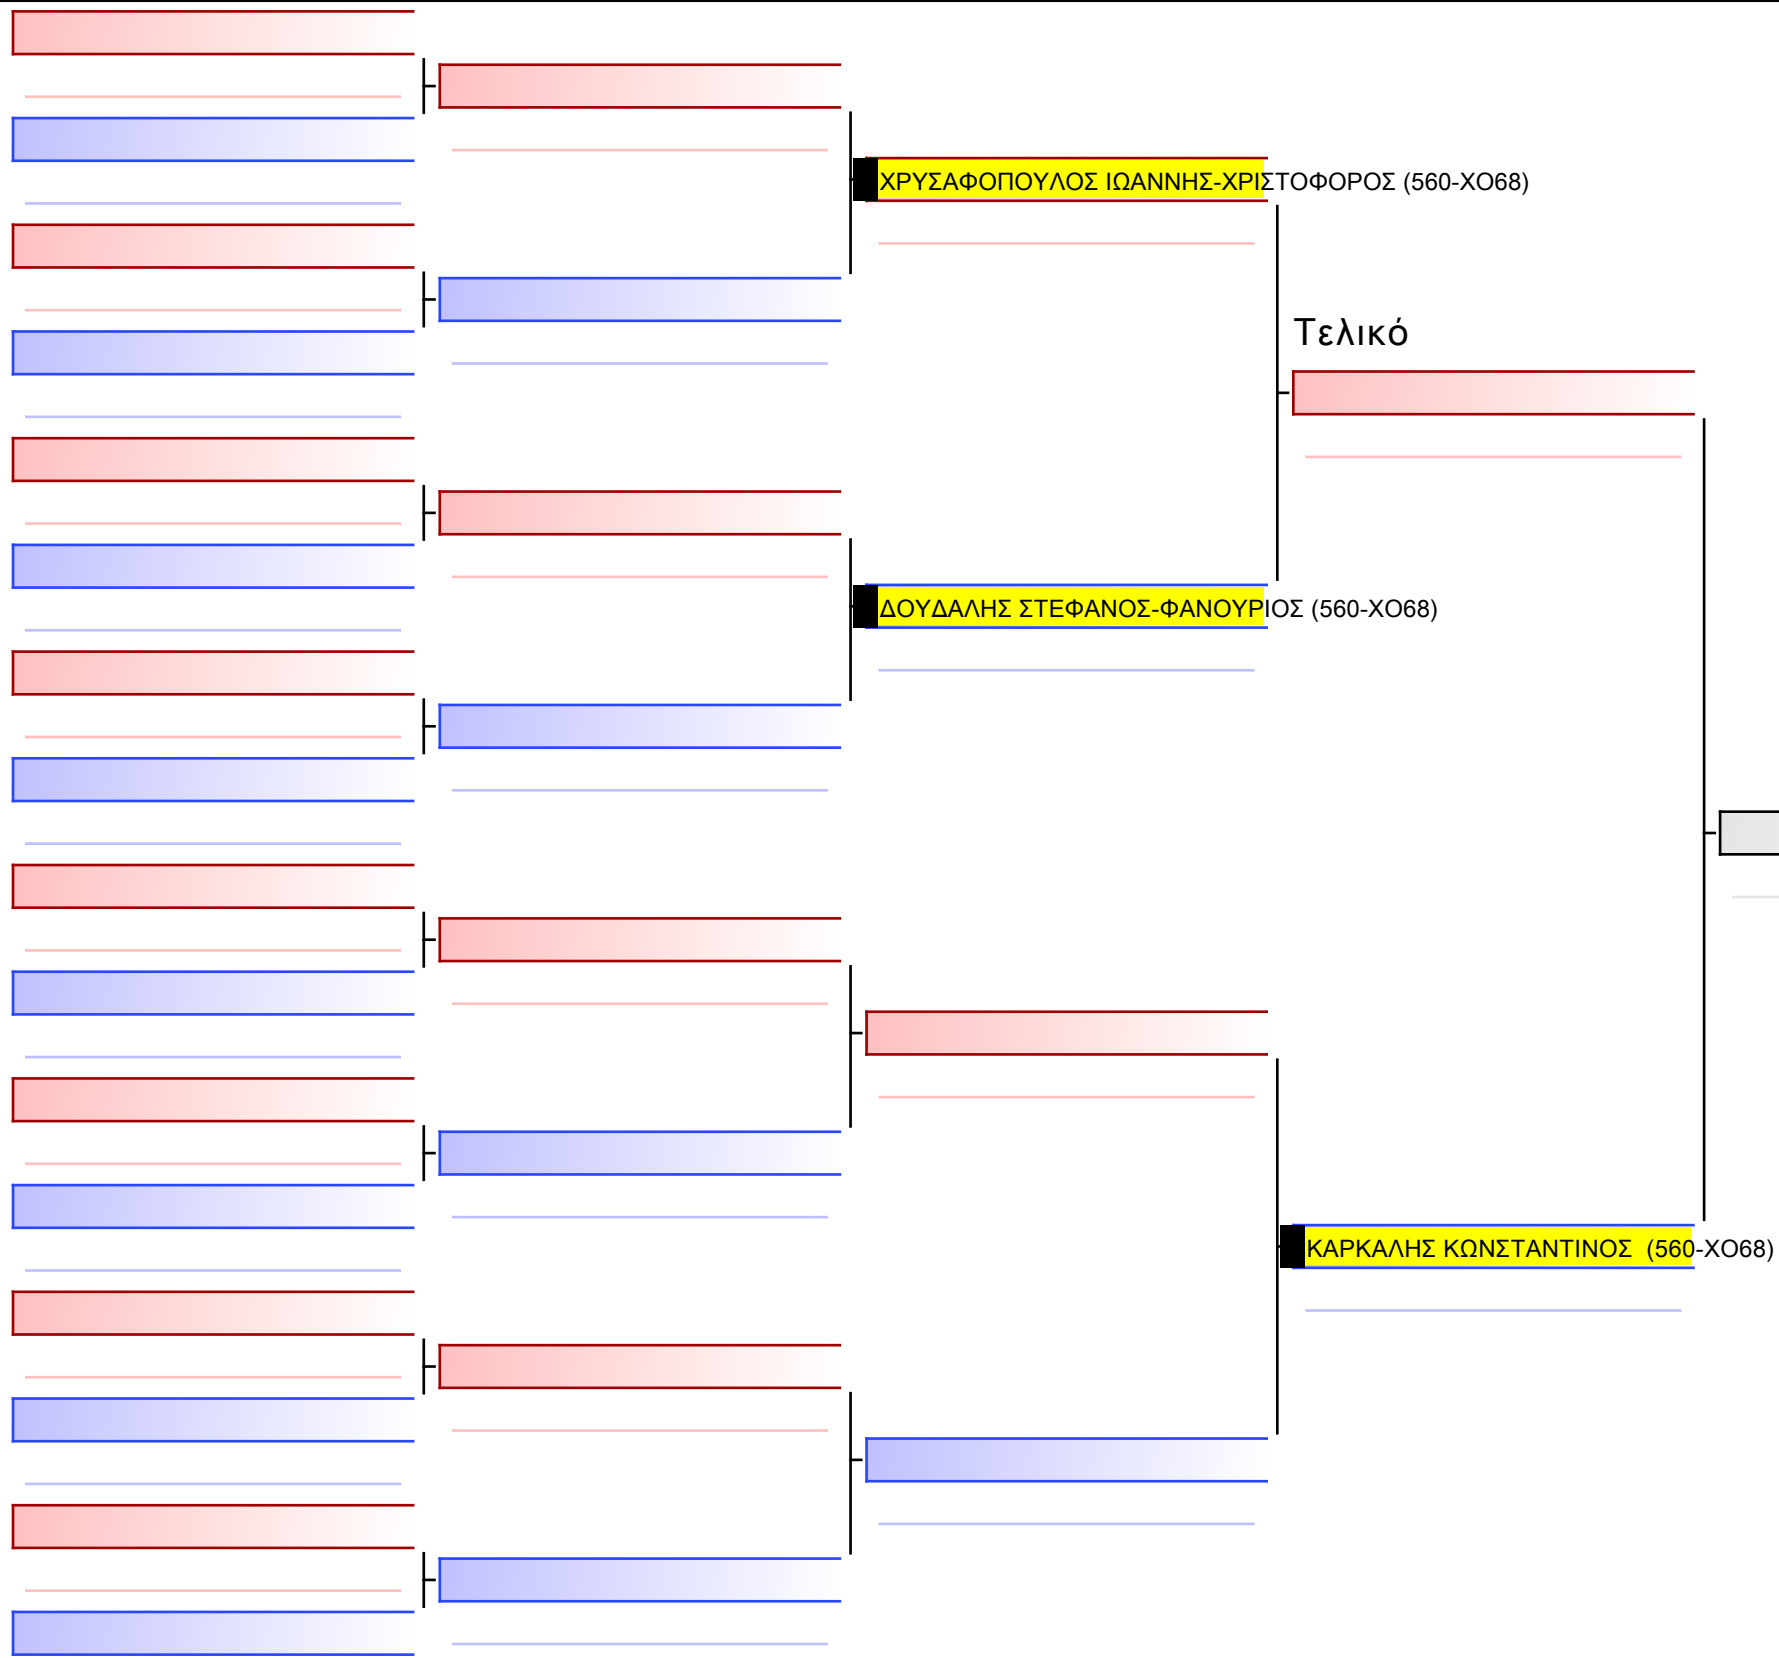 ΧΡΥΣΑΦΟΠΟΥΛΟΣ ΙΩΑΝΝΗΣ-ΧΡΙΣΤΟΦΟΡΟΣ (560-ΧΟ68)
Τελικό
ΔΟΥΔΑΛΗΣ ΣΤΕΦΑΝΟΣ-ΦΑΝΟΥΡΙΟΣ (560-ΧΟ68)
ΚΑΡΚΑΛΗΣ ΚΩΝΣΤΑΝΤΙΝΟΣ  (560-ΧΟ68)